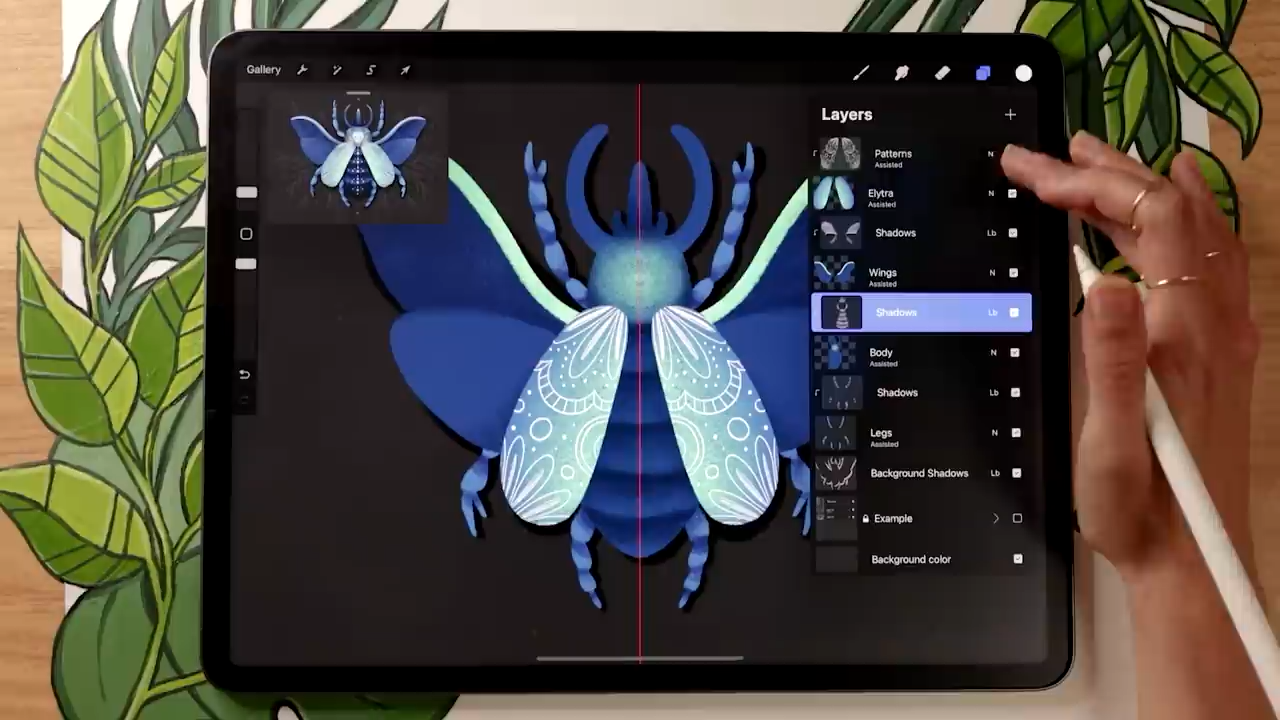 Gallery
Layers
Patterns
N
Assisted
Elytra
N
Assisted
Shadows
Lb
Wings
N
Assisted
Shadows
Lb
Body
N
Assisted
Shadows
Lb
Legs
N
Assisted
Background Shadows
Lb
Example
Background color